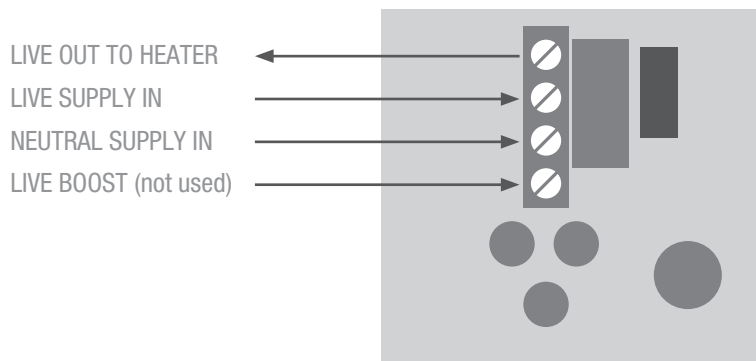 LIVE OUT TO HEATER
LIVE SUPPLY IN
NEUTRAL SUPPLY IN
LIVE BOOST (not used)